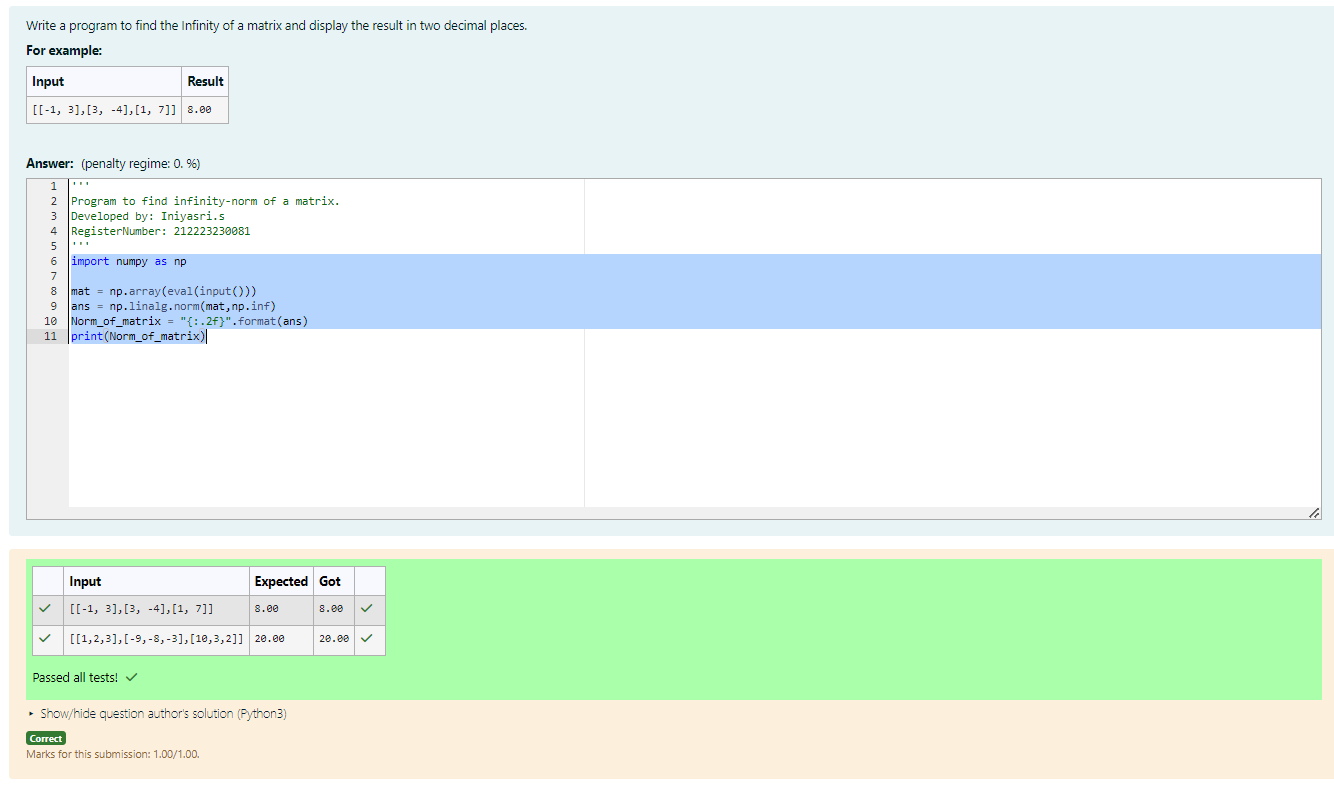 Write a program to find the Infinity of a matrix and display the result in two decimal places.
For example:
Input Result
[[-1, 3],[3, -4],[1, 7]] 8.00
Answer: (penalty regime: 0. %)
1 '''
2 Program to find infinity-norm of a matrix.
3 Developed by: Iniyasri.s
4 RegisterNumber: 212223230081
5 '''
6 import numpy as np
7
8 mat = np.array(eval(input()))
9 ans = np.linalg.norm(mat,np.inf)
10 Norm_of_matrix = "{:.2f}".format(ans)
11 print(Norm_of_matrix)
Input Expected Got
[[-1, 3],[3, -4],[1, 7]] 8.00 8.00
[[1,2,3],[-9,-8,-3],[10,3,2]] 20.00 20.00
Passed all tests!
Show/hide question author's solution (Python3)
Correct
Marks for this submission: 1.00/1.00.